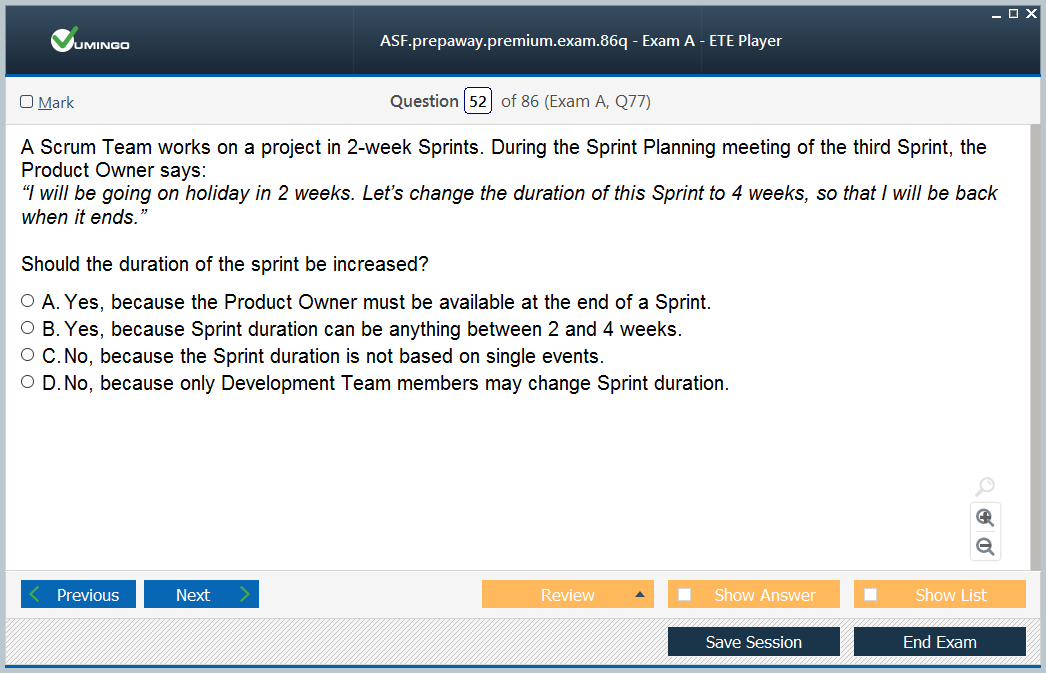 VUMINGO
ASF.prepaway.premium.exam.86q - Exam A - ETE Player
Mark
Question 52 of 86 (Exam A, Q77)
A Scrum Team works on a project in 2-week Sprints. During the Sprint Planning meeting of the third Sprint, the
Product Owner says:
“I will be going on holiday in 2 weeks. Let’s change the duration of this Sprint to 4 weeks, so that I will be back
when it ends.”
Should the duration of the sprint be increased?
A. Yes, because the Product Owner must be available at the end of a Sprint.
B. Yes, because Sprint duration can be anything between 2 and 4 weeks.
C. No, because the Sprint duration is not based on single events.
D. No, because only Development Team members may change Sprint duration.
Previous Next Review Show Answer Show List
Save Session End Exam